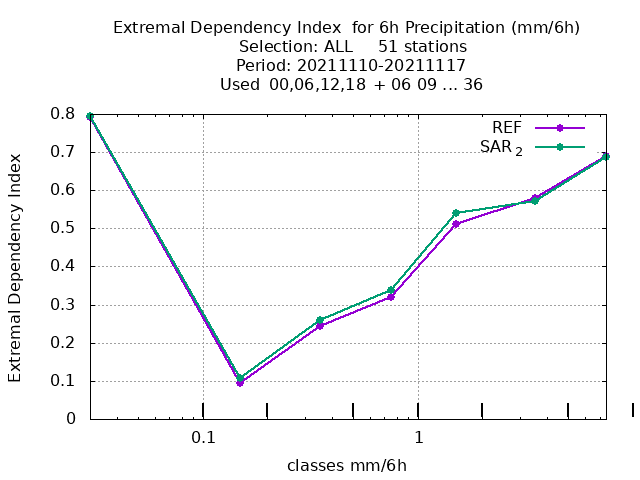 Extremal Dependency Index  for 6h Precipitation (mm/6h)
Selection: ALL     51 stations
Period: 20211110-20211117
Used  00,06,12,18  + 06 09 ... 36
REF
SAR 2
0.8
0.7
0.6
0.5
0.4
0.3
0.2
0.1
0
Extremal Dependency Index
0.1
1
classes mm/6h